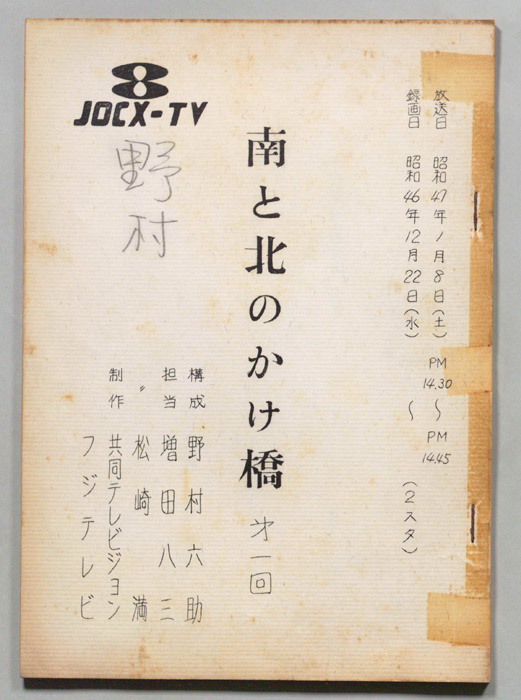 放送日 昭和47年1月8日(土) PM 14.30 〜 PM 14.45
録画日 昭和46年12月22日(水) (2スタ)
8
JOCX-TV
野村
南と北のかけ橋 第一回
構成 野村六助
担当 増田八三
〃 松崎満
制作 共同テレビジョン
フジテレビ